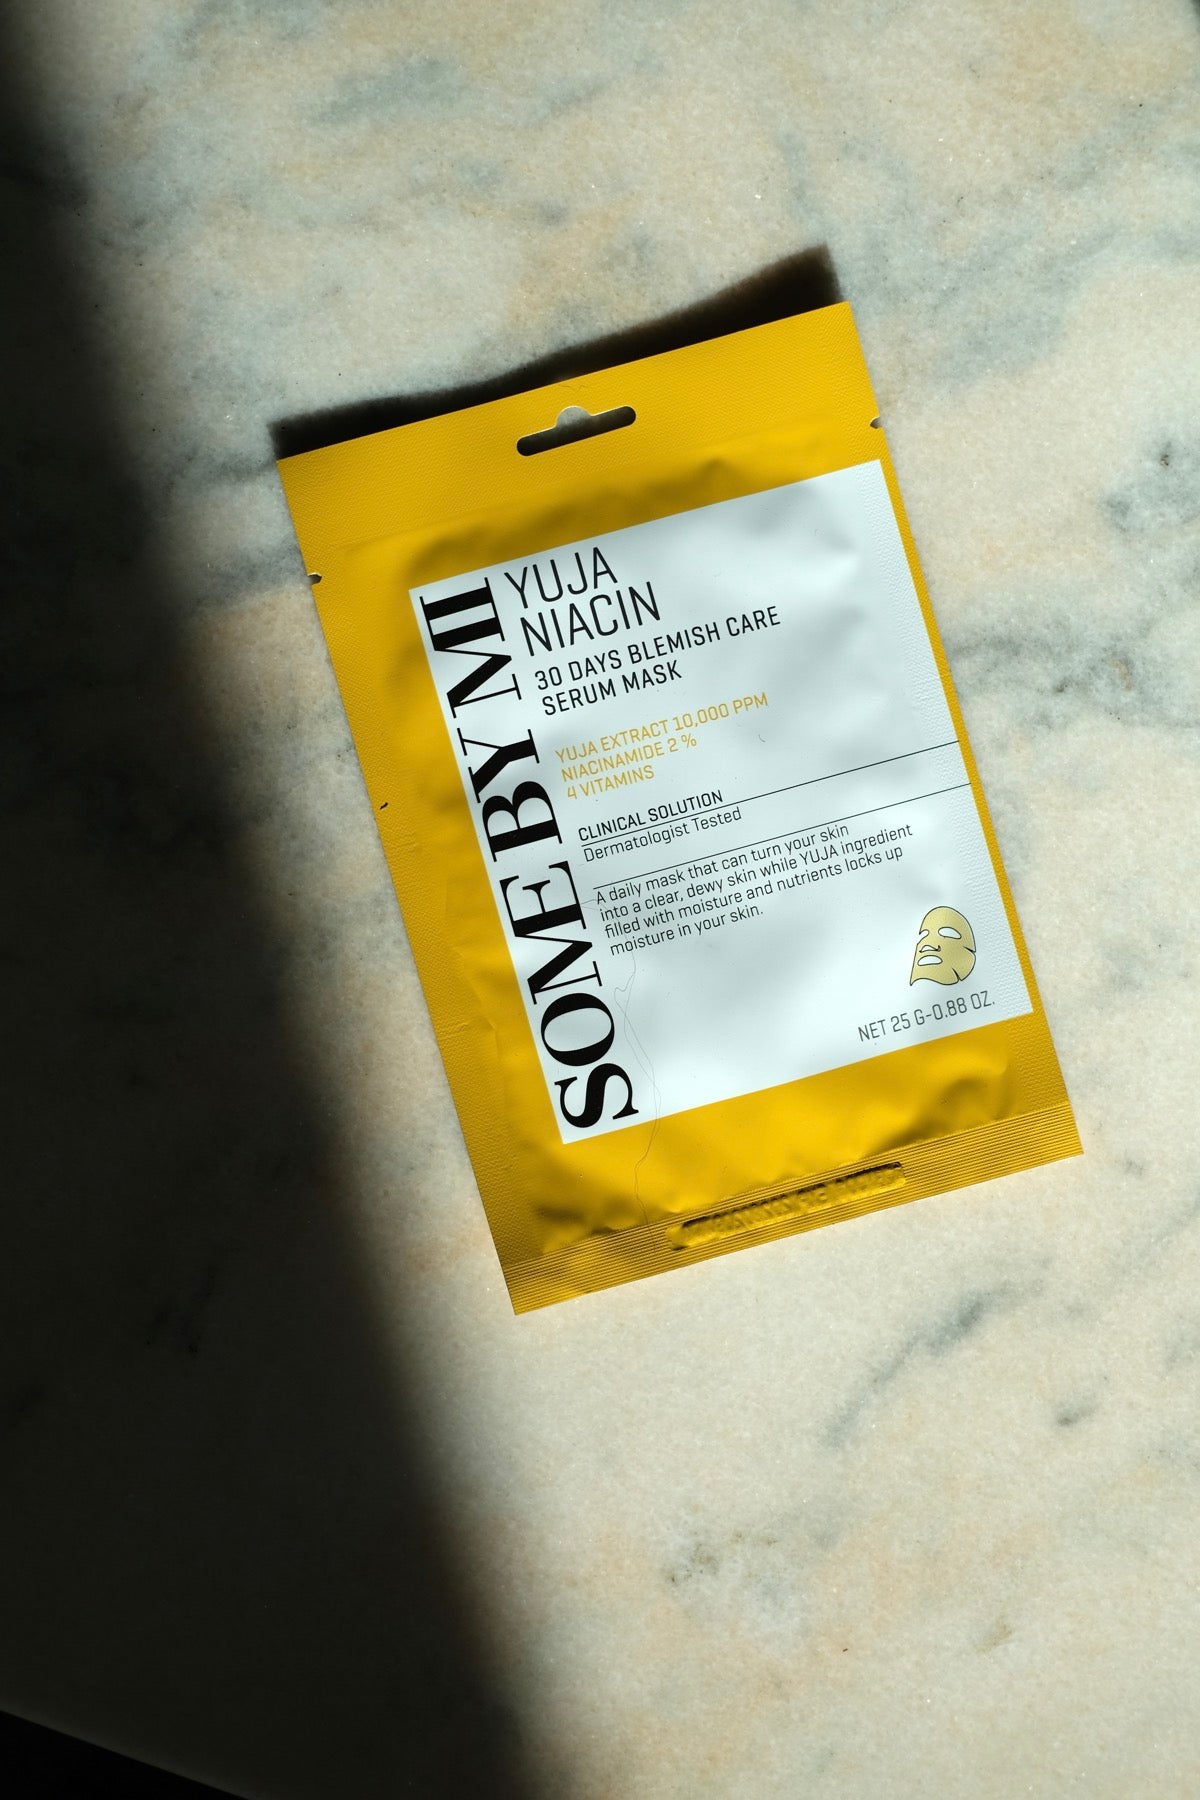 SOME BY MI
YUJA
NIACIN
30 DAYS BLEMISH CARE
SERUM MASK
YUJA EXTRACT 10,000 PPM
NIACINAMIDE 2 %
4 VITAMINS
CLINICAL SOLUTION
Dermatologist Tested
A daily mask that can turn your skin
into a clear, dewy skin while YUJA ingredient
filled with moisture and nutrients locks up
moisture in your skin.
NET 25 G-0.88 OZ.